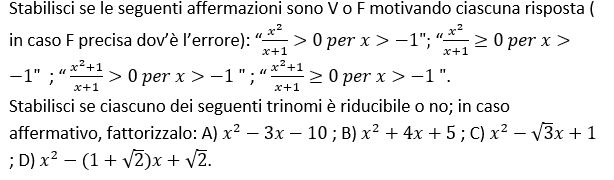 Stabilisci se le seguenti affermazioni sono V o F motivando ciascuna risposta (
in caso F precisa dov’è l’errore): “x²/(x+1) > 0 per x > −1"; “x²/(x+1) ≥ 0 per x >
−1" ; “(x²+1)/(x+1) > 0 per x > −1 " ; “(x²+1)/(x+1) ≥ 0 per x > −1 ".
Stabilisci se ciascuno dei seguenti trinomi è riducibile o no; in caso
affermativo, fattorizzalo: A) x² − 3x − 10 ; B) x² + 4x + 5 ; C) x² − √3x + 1
; D) x² − (1 + √2)x + √2.